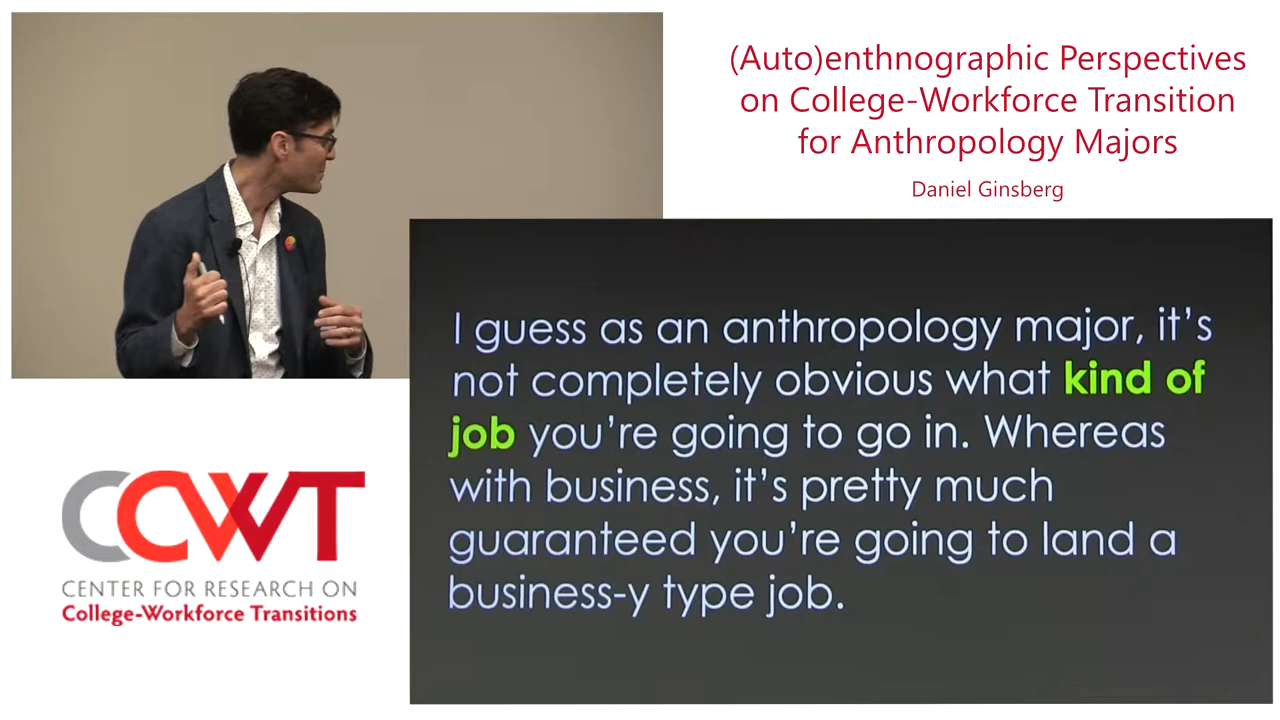 (Auto)enthnographic Perspectives
on College-Workforce Transition
for Anthropology Majors
Daniel Ginsberg
I guess as an anthropology major, it's
not completely obvious what kind of
job you're going to go in. Whereas
with business, it's pretty much
guaranteed you're going to land a
business-y type job.
CCWT
CENTER FOR RESEARCH ON
College-Workforce Transitions